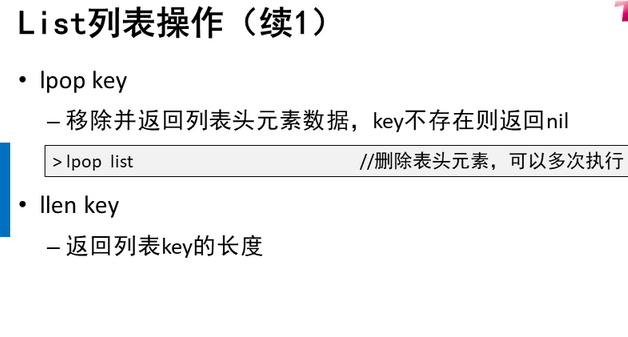 List列表操作（续1）
• lpop key
– 移除并返回列表头元素数据，key不存在则返回nil
> lpop list //删除表头元素，可以多次执行
• llen key
– 返回列表key的长度